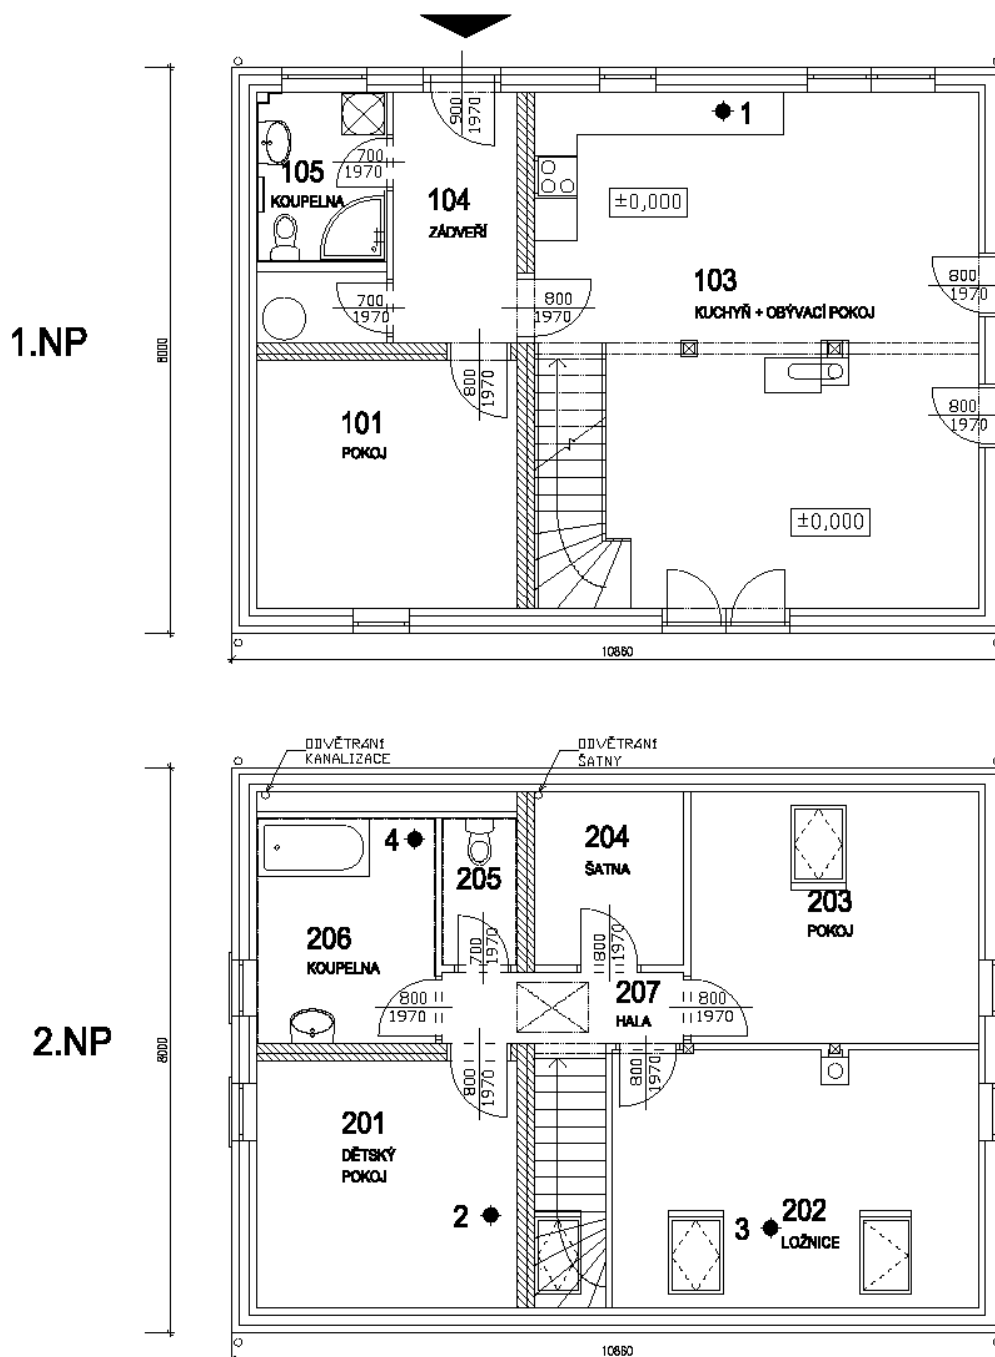 900
1970
1
700
1970
105
KOUPELNA
104
ZÁDVEŘÍ
±0,000
103
KUCHYŇ + OBÝVACÍ POKOJ
800
1970
700
1970
800
1970
1.NP
8000
800
1970
800
1970
101
POKOJ
±0,000
10860
ODVĚTRÁNÍ
KANALIZACE
ODVĚTRÁNÍ
ŠATNY
4
205
204
ŠATNA
203
POKOJ
206
KOUPELNA
700
1970
800
1970
800
1970
207
HALA
800
1970
2.NP
8000
800
1970
800
1970
201
DĚTSKÝ
POKOJ
2
3
202
LOŽNICE
10860